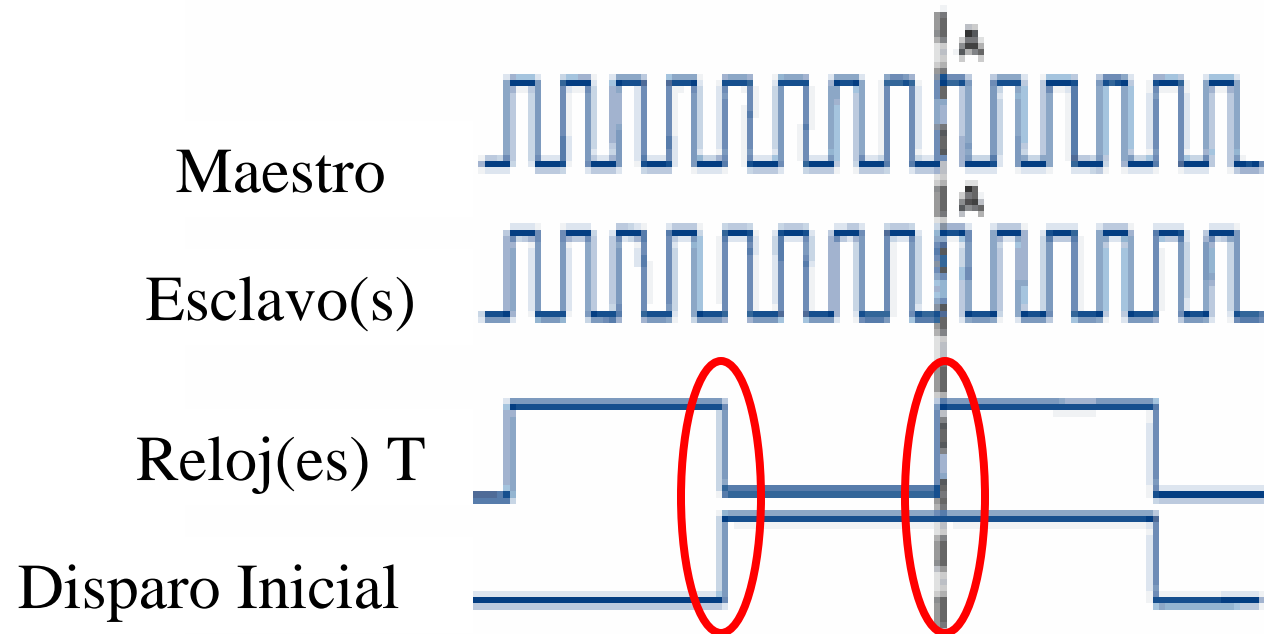 A
Maestro
A
Esclavo(s)
Reloj(es) T
Disparo Inicial